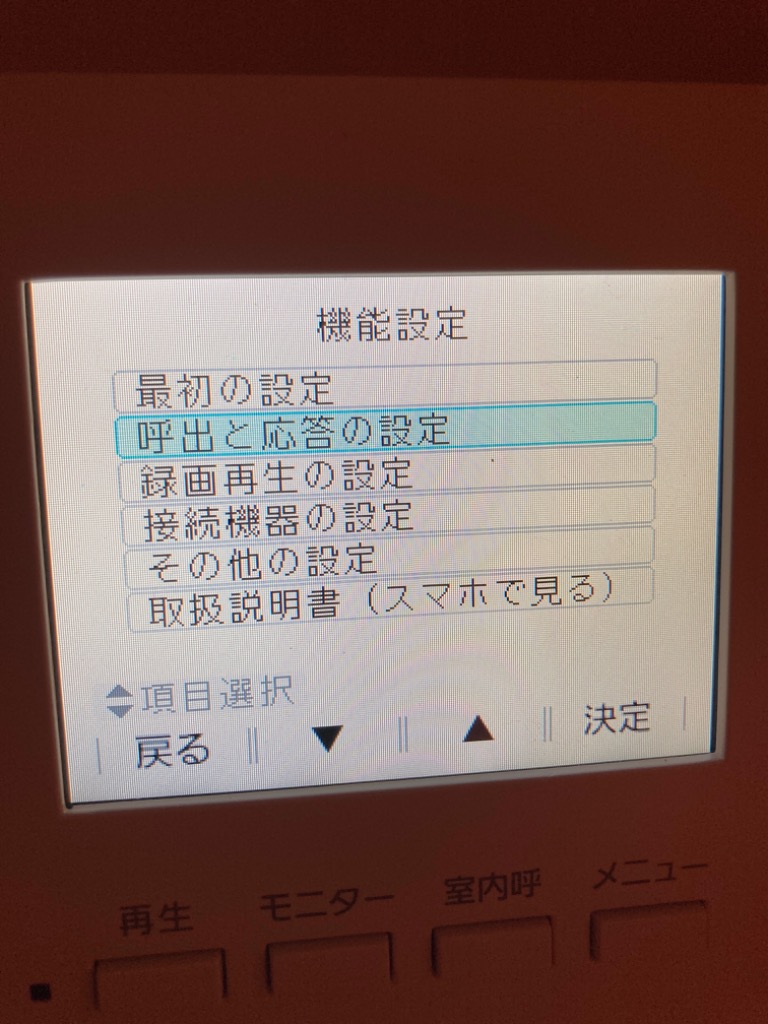 機能設定
最初の設定
呼出と応答の設定
録画再生の設定
接続機器の設定
その他の設定
取扱説明書（スマホで見る）
項目選択
戻る ▼ ▲ 決定
再生 モニター 室内呼 メニュー